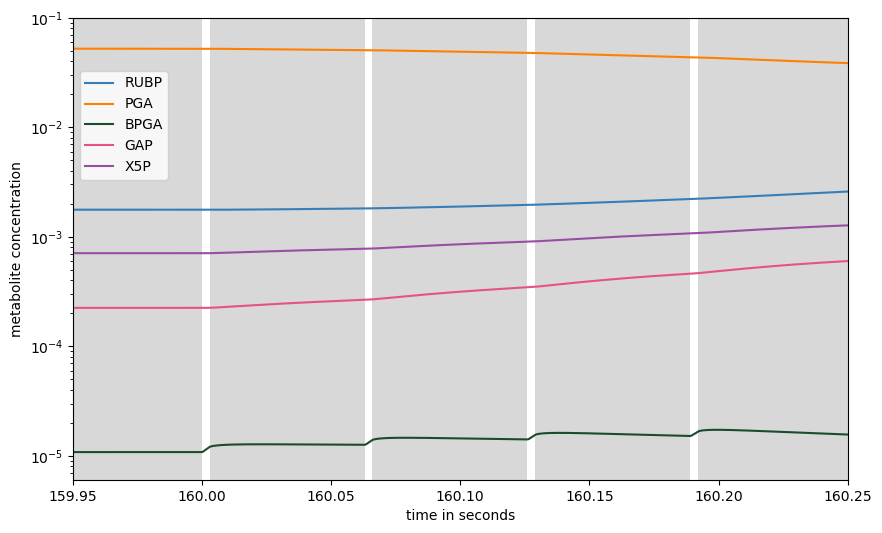 10⁻¹
10⁻²
10⁻³
10⁻⁴
10⁻⁵
metabolite concentration
RUBP
PGA
BPGA
GAP
X5P
159.95 160.00 160.05 160.10 160.15 160.20 160.25
time in seconds